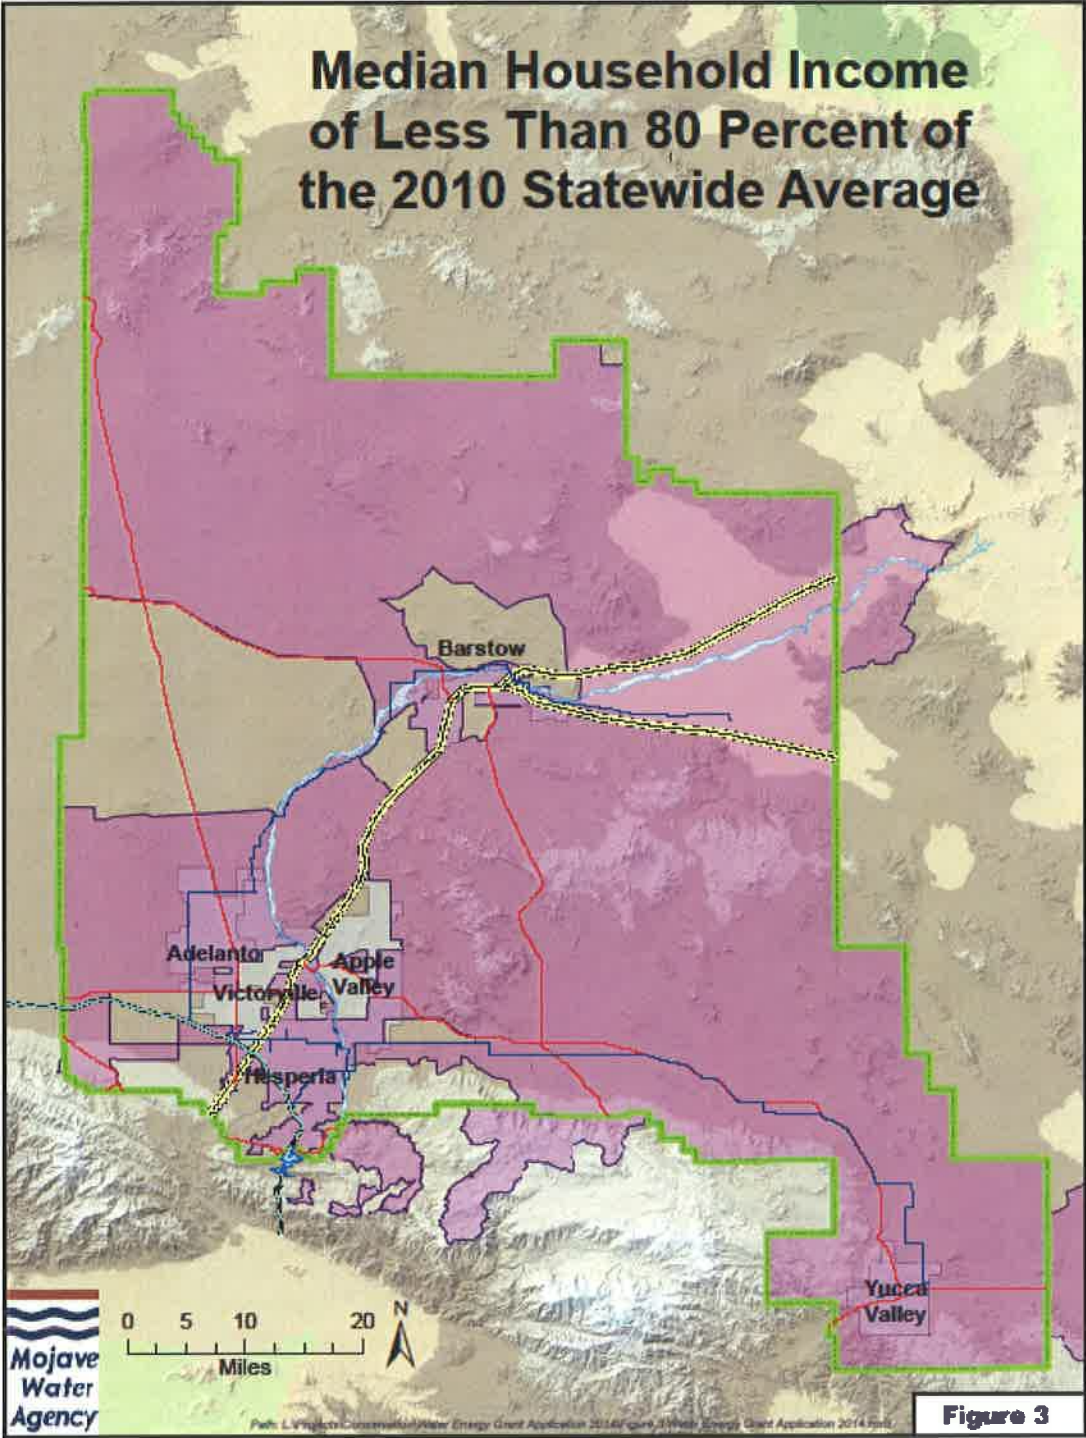 Median Household Income
of Less Than 80 Percent of
the 2010 Statewide Average
Barstow
Adelanto
Apple
Valley
Victorville
Hesperia
Yucca
Valley
0 5 10 20
Miles
N
Mojave
Water
Agency
Figure 3